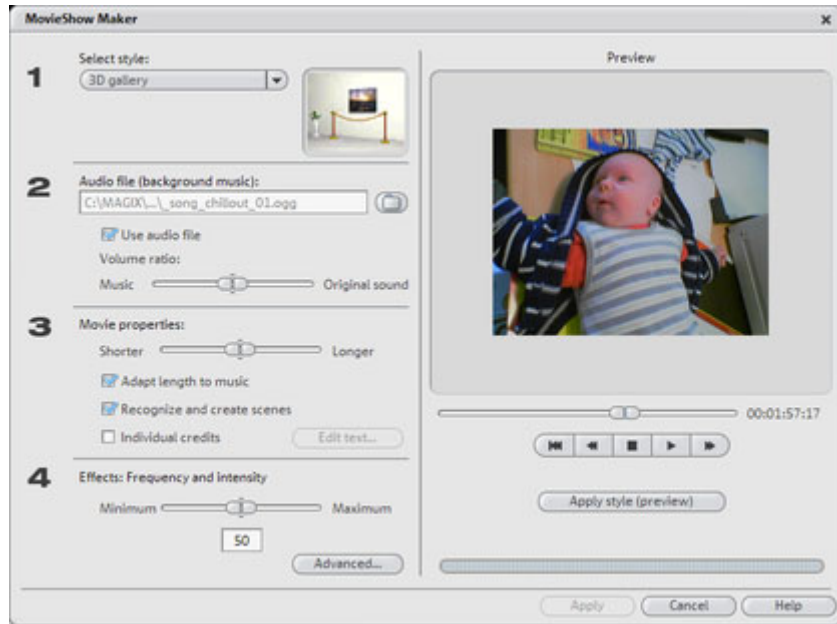 MovieShow Maker
1
Select style:
3D gallery
2
Audio file (background music):
C:\MAGIX\...\_song_chillout_01.ogg
Use audio file
Volume ratio:
Music Original sound
3
Movie properties:
Shorter Longer
Adapt length to music
Recognize and create scenes
Individual credits Edit text...
4
Effects: Frequency and intensity
Minimum Maximum
50
Advanced...
Preview
00:01:57:17
Apply style (preview)
Apply Cancel Help